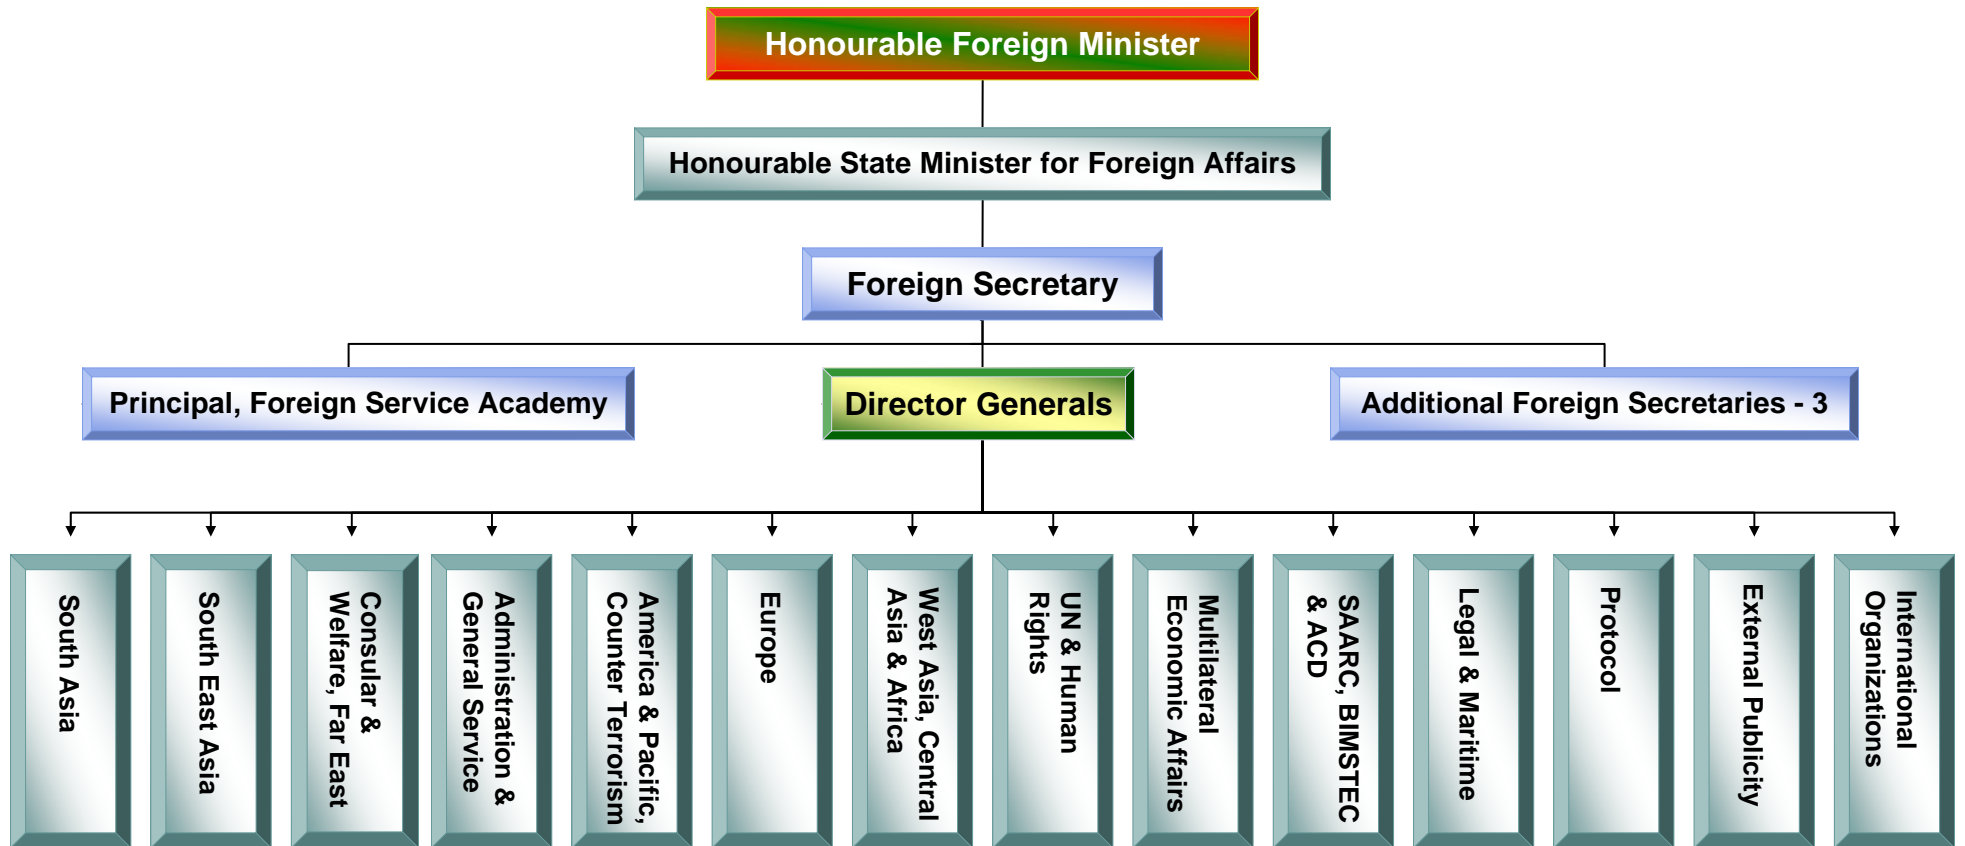 Honourable Foreign Minister
Honourable State Minister for Foreign Affairs
Foreign Secretary
Principal, Foreign Service Academy
Director Generals
Additional Foreign Secretaries - 3
South Asia
South East Asia
Consular &
Welfare, Far East
Administration &
General Service
America & Pacific,
Counter Terrorism
Europe
West Asia, Central
Asia & Africa
UN & Human
Rights
Multilateral
Economic Affairs
SAARC, BIMSTEC
& ACD
Legal & Maritime
Protocol
External Publicity
International
Organizations